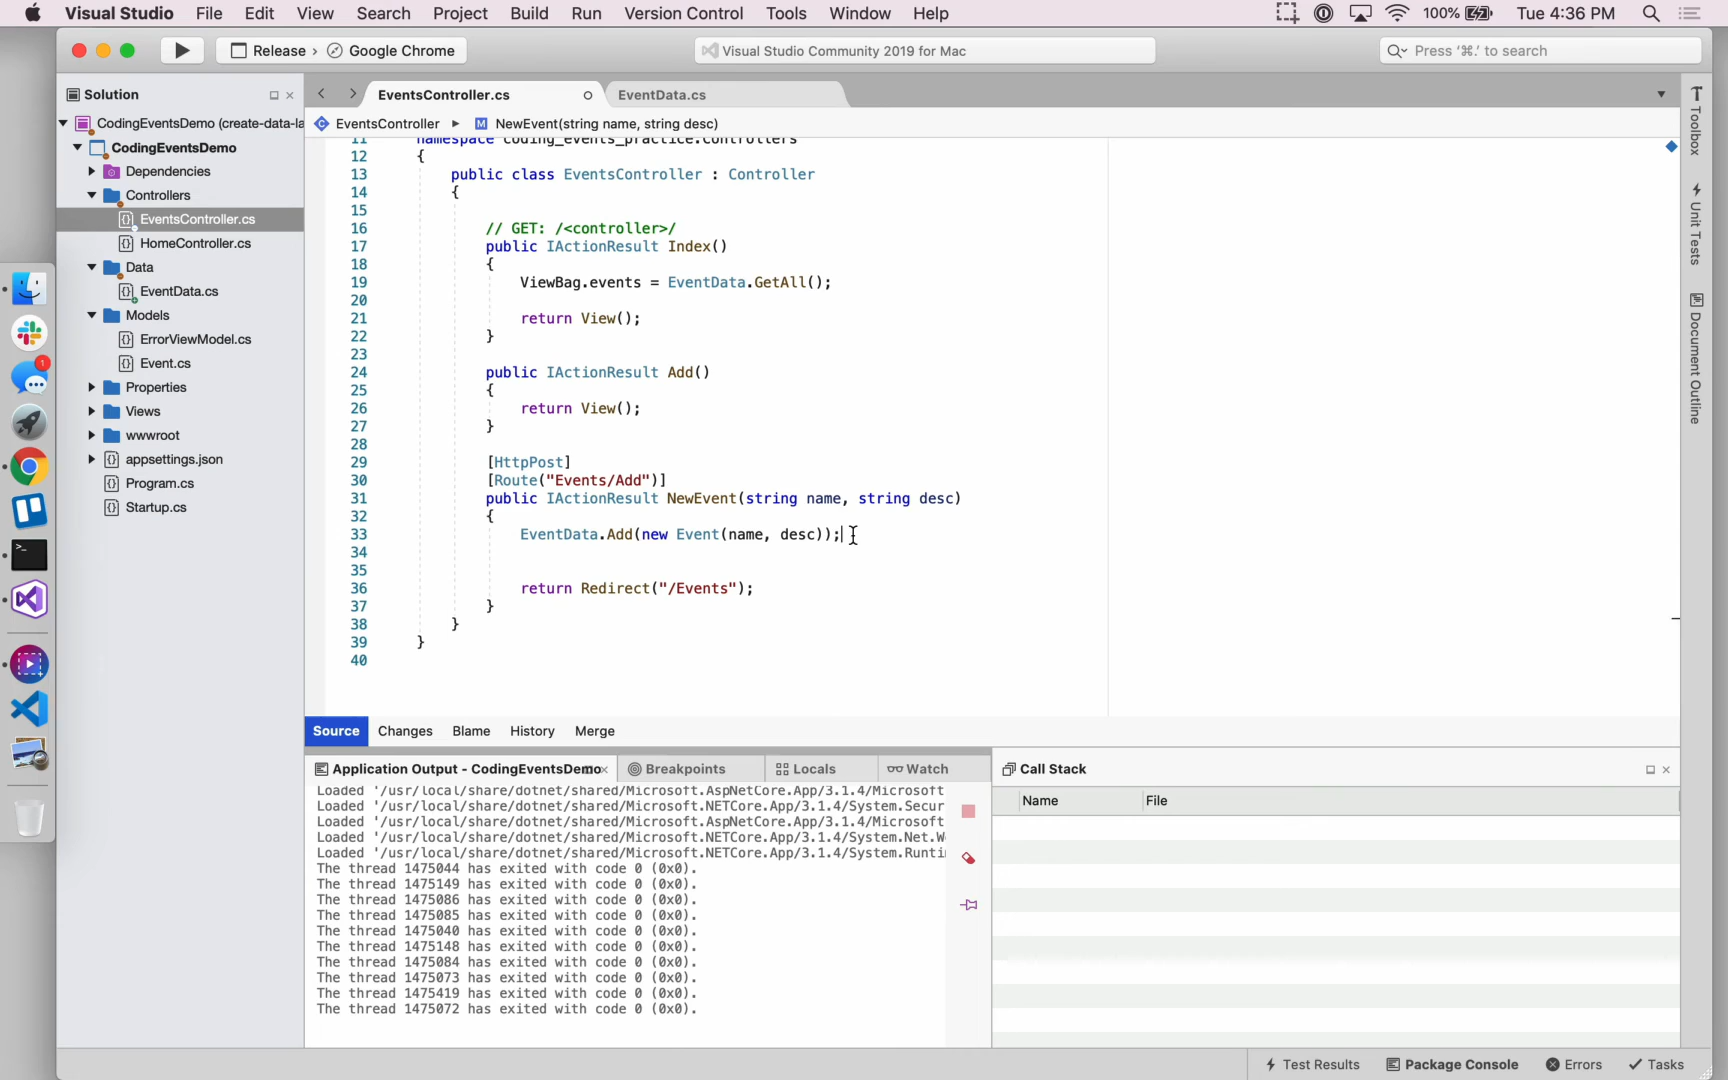 Visual Studio File Edit View Search Project Build Run Version Control Tools Window Help 100% Tue 4:36 PM
Release › Google Chrome Visual Studio Community 2019 for Mac Press ‘⌘.’ to search
Solution
CodingEventsDemo (create-data-la
CodingEventsDemo
Dependencies
Controllers
EventsController.cs
HomeController.cs
Data
EventData.cs
Models
ErrorViewModel.cs
Event.cs
Properties
Views
wwwroot
appsettings.json
Program.cs
Startup.cs
1
EventsController.cs EventData.cs
EventsController NewEvent(string name, string desc)
11 namespace coding_events_practice.Controllers
12 {
13 public class EventsController : Controller
14 {
15
16 // GET: /<controller>/
17 public IActionResult Index()
18 {
19 ViewBag.events = EventData.GetAll();
20
21 return View();
22 }
23
24 public IActionResult Add()
25 {
26 return View();
27 }
28
29 [HttpPost]
30 [Route("Events/Add")]
31 public IActionResult NewEvent(string name, string desc)
32 {
33 EventData.Add(new Event(name, desc));
34
35
36 return Redirect("/Events");
37 }
38 }
39 }
40
Toolbox
Unit Tests
Document Outline
Source Changes Blame History Merge
Application Output - CodingEventsDemo Breakpoints Locals Watch
Loaded '/usr/local/share/dotnet/shared/Microsoft.AspNetCore.App/3.1.4/Microsoft
Loaded '/usr/local/share/dotnet/shared/Microsoft.NETCore.App/3.1.4/System.Secur
Loaded '/usr/local/share/dotnet/shared/Microsoft.AspNetCore.App/3.1.4/Microsoft
Loaded '/usr/local/share/dotnet/shared/Microsoft.NETCore.App/3.1.4/System.Net.W
Loaded '/usr/local/share/dotnet/shared/Microsoft.NETCore.App/3.1.4/System.Runti
The thread 1475044 has exited with code 0 (0x0).
The thread 1475149 has exited with code 0 (0x0).
The thread 1475086 has exited with code 0 (0x0).
The thread 1475085 has exited with code 0 (0x0).
The thread 1475040 has exited with code 0 (0x0).
The thread 1475148 has exited with code 0 (0x0).
The thread 1475084 has exited with code 0 (0x0).
The thread 1475073 has exited with code 0 (0x0).
The thread 1475419 has exited with code 0 (0x0).
The thread 1475072 has exited with code 0 (0x0).
Call Stack
Name File
Test Results Package Console Errors Tasks